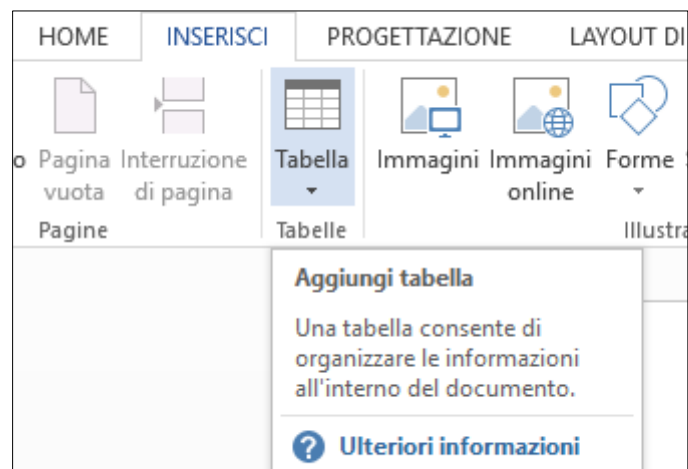 HOME INSERISCI PROGETTAZIONE LAYOUT DI
o Pagina vuota
Interruzione di pagina
Tabella
Immagini
Immagini online
Forme
Pagine Tabelle Illustra
Aggiungi tabella
Una tabella consente di
organizzare le informazioni
all'interno del documento.
? Ulteriori informazioni